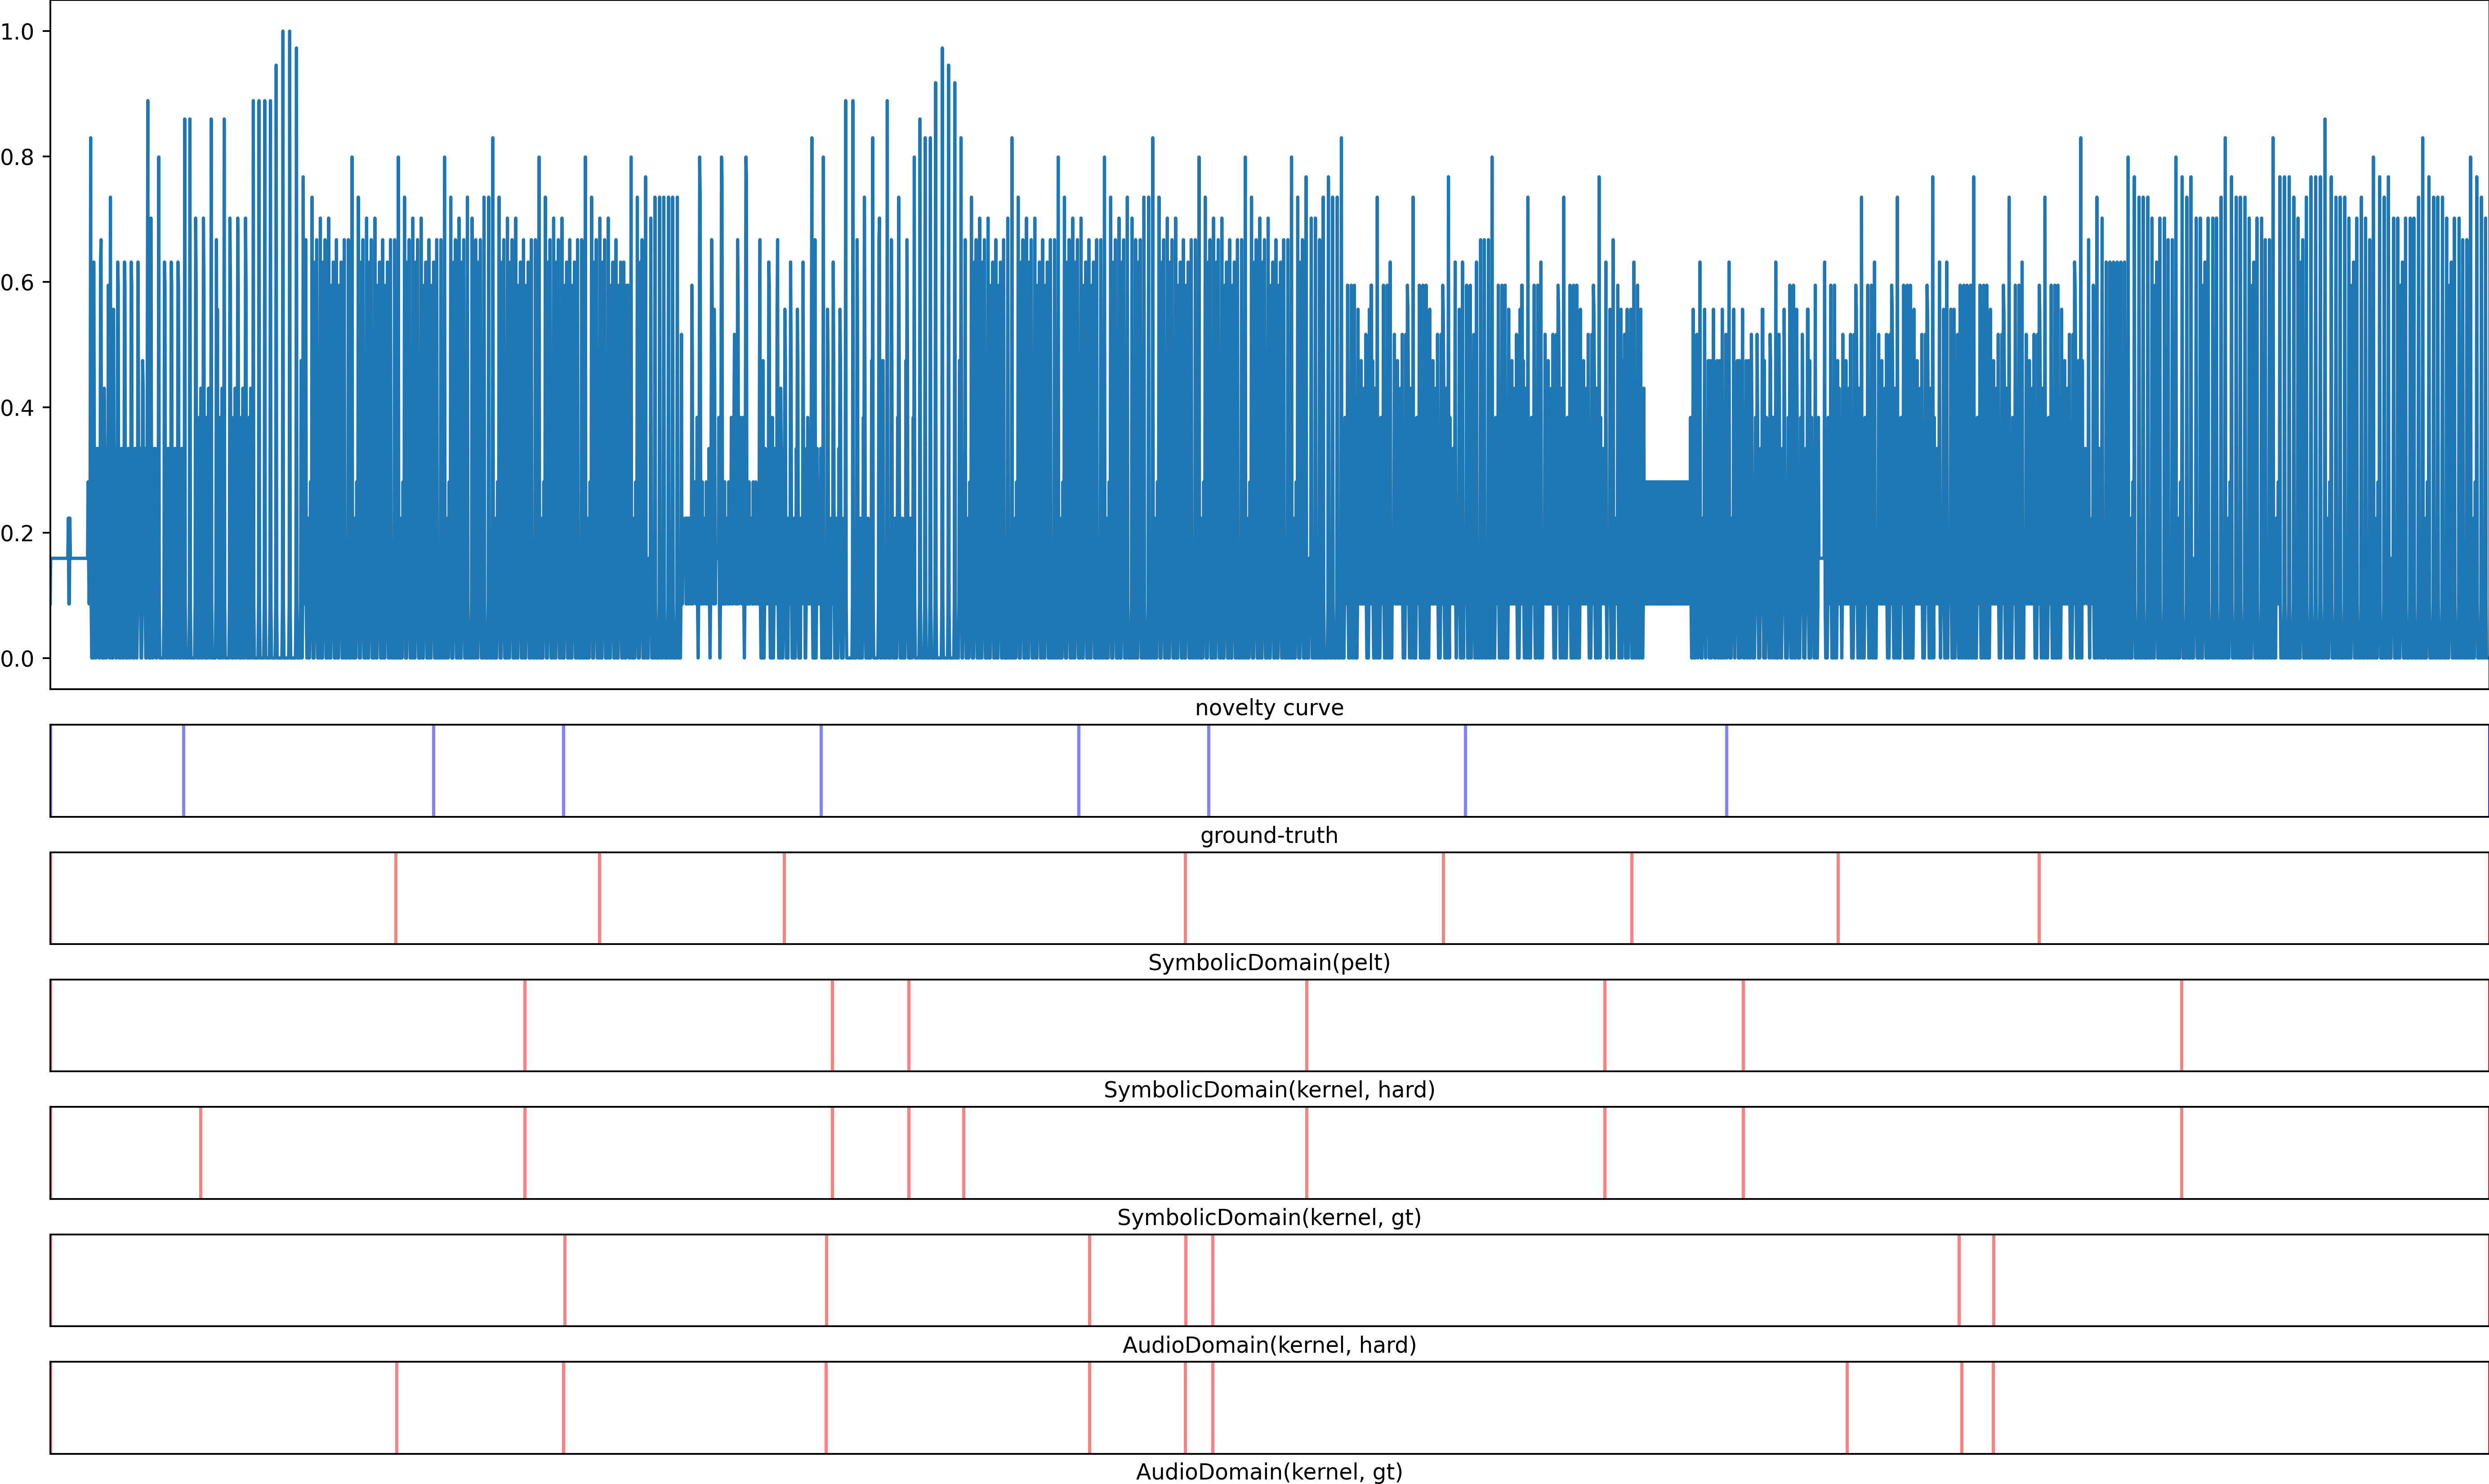 1.0
0.8
0.6
0.4
0.2
0.0
novelty curve
ground-truth
SymbolicDomain(pelt)
SymbolicDomain(kernel, hard)
SymbolicDomain(kernel, gt)
AudioDomain(kernel, hard)
AudioDomain(kernel, gt)